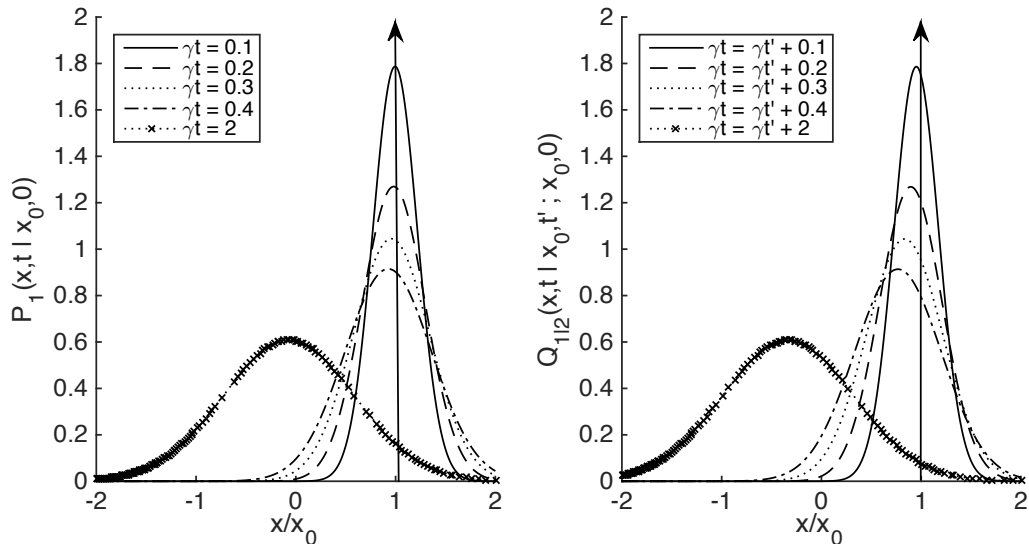 2
1.8
1.6
1.4
1.2
1
0.8
0.6
0.4
0.2
0
P₁(x,t | x₀,0)
γt = 0.1
γt = 0.2
γt = 0.3
γt = 0.4
γt = 2
-2 -1 0 1 2
x/x₀
2
1.8
1.6
1.4
1.2
1
0.8
0.6
0.4
0.2
0
Q₁|₂(x,t | x₀,t' ; x₀,0)
γt = γt' + 0.1
γt = γt' + 0.2
γt = γt' + 0.3
γt = γt' + 0.4
γt = γt' + 2
-2 -1 0 1 2
x/x₀